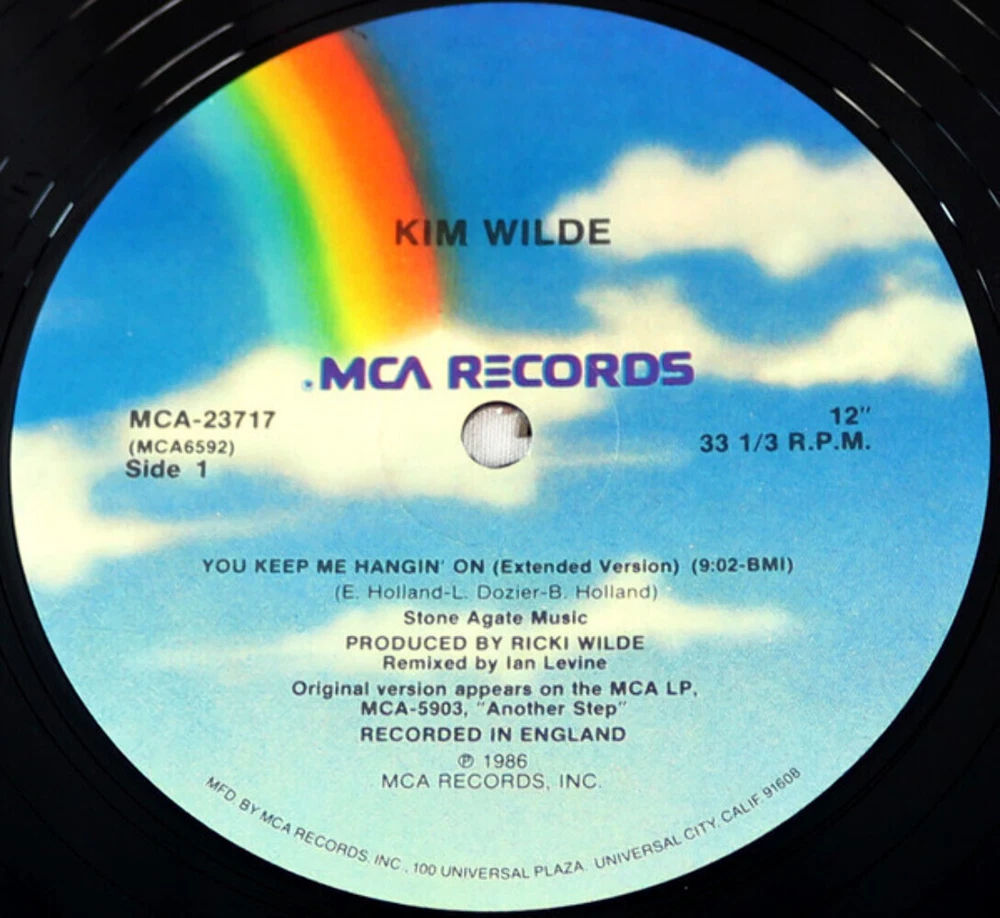 KIM WILDE
MCA RECORDS
MCA-23717
(MCA6592)
Side 1
12"
33 1/3 R.P.M.
YOU KEEP ME HANGIN' ON (Extended Version) (9:02-BMI)
(E. Holland-L. Dozier-B. Holland)
Stone Agate Music
PRODUCED BY RICKI WILDE
Remixed by Ian Levine
Original version appears on the MCA LP,
MCA-5903, "Another Step"
RECORDED IN ENGLAND
℗ 1986
MCA RECORDS, INC.
MFD. BY MCA RECORDS, INC., 100 UNIVERSAL PLAZA, UNIVERSAL CITY, CALIF. 91608